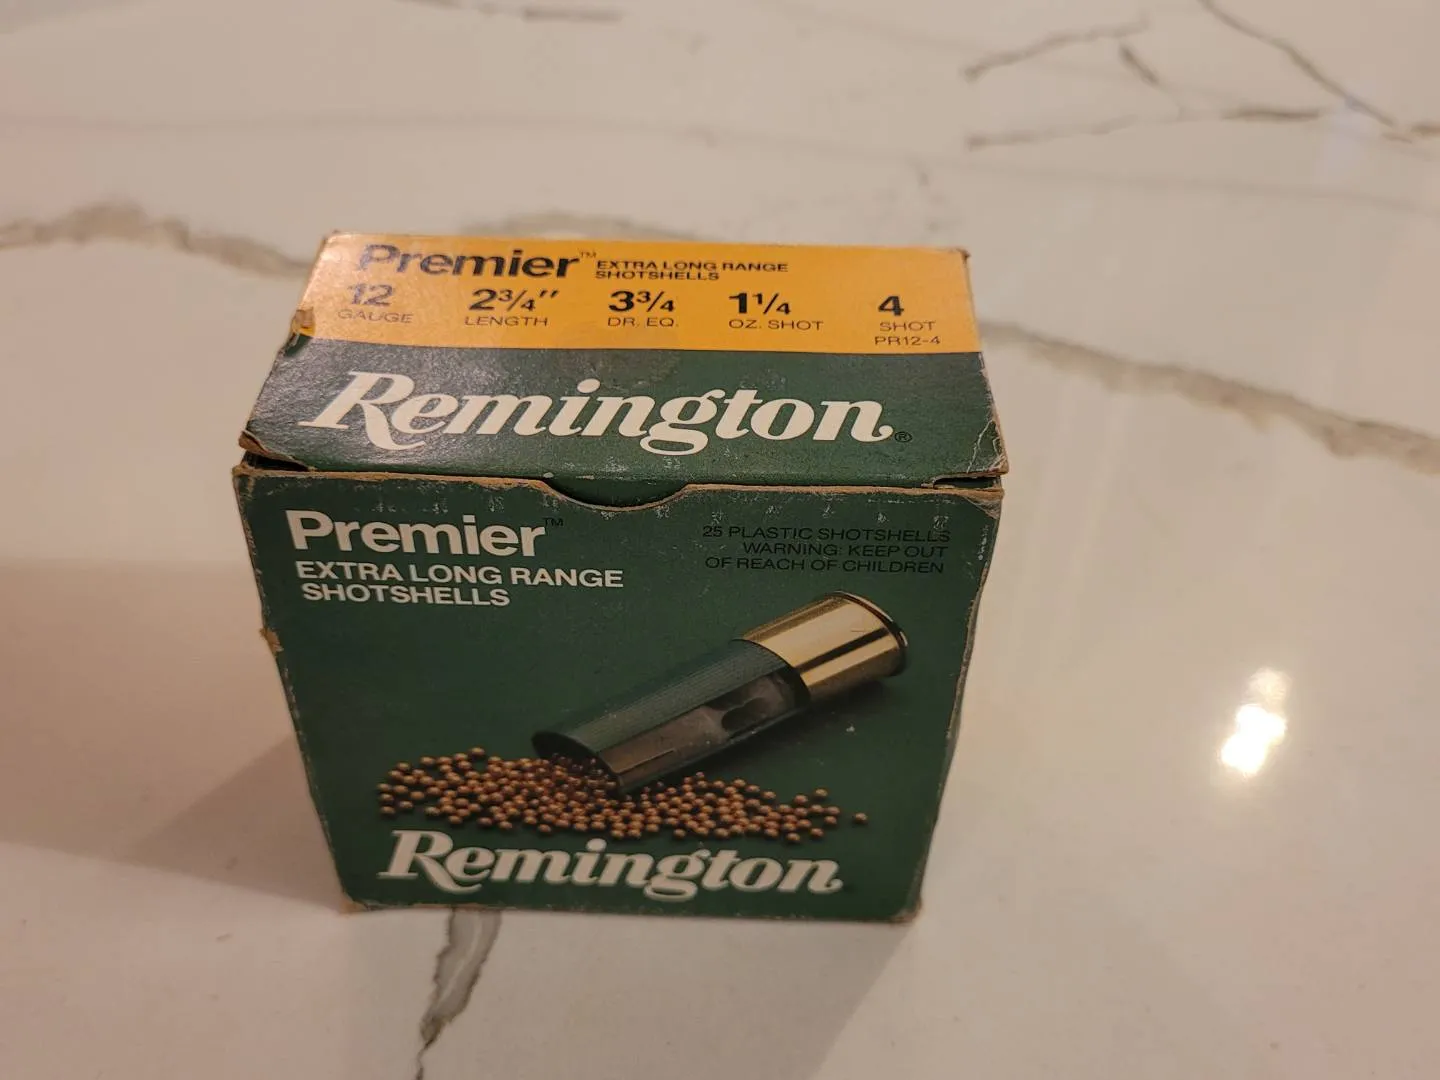 Premier™ EXTRA LONG RANGE
SHOTSHELLS
12 2¾" 3¾ 1¼ 4
GAUGE LENGTH DR. EQ. OZ. SHOT SHOT
PR12-4
Remington®
Premier™
EXTRA LONG RANGE
SHOTSHELLS
25 PLASTIC SHOTSHELLS
WARNING: KEEP OUT
OF REACH OF CHILDREN
Remington